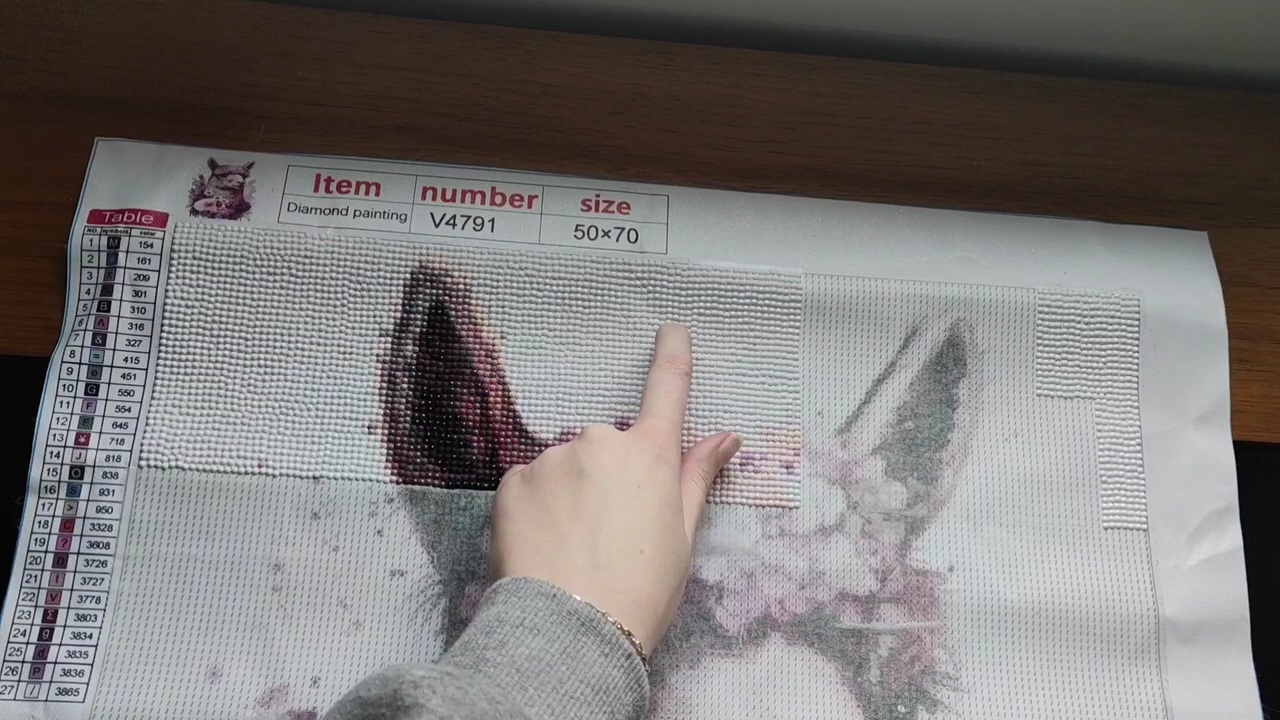 Item number size
Diamond painting V4791 50×70
Table
NO. symbols color
1 M 154
2 161
3 209
4 301
5 B 310
6 A 316
7 & 327
8 = 415
9 e 451
10 G 550
11 F 554
12 E 645
13 ¥ 718
14 J 818
15 O 838
16 S 931
17 > 950
18 C 3328
19 ? 3608
20 D 3726
21 t 3727
22 V 3778
23 Σ 3803
24 g 3834
25 d 3835
26 P 3836
27 / 3865